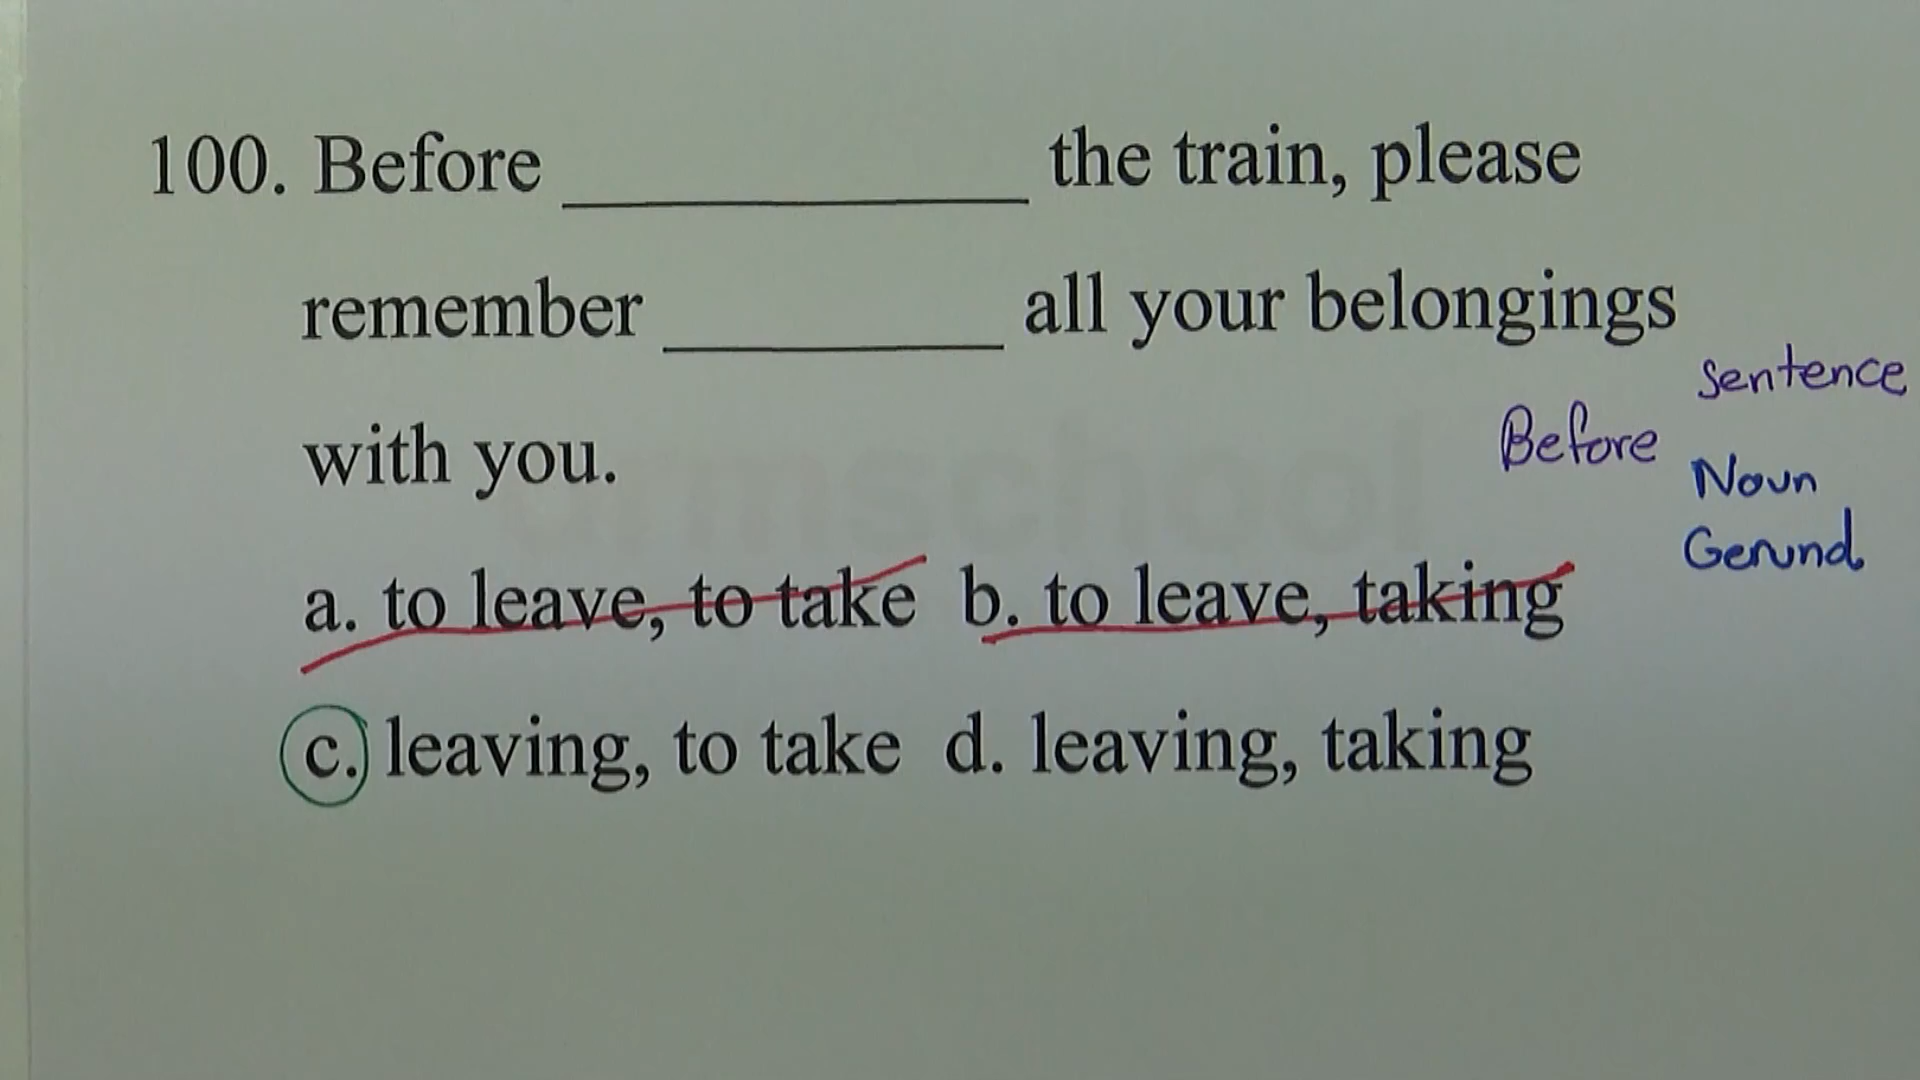 100. Before ____________ the train, please
remember _________ all your belongings
with you.
a. to leave, to take b. to leave, taking
c. leaving, to take d. leaving, taking
Sentence
Before
Noun
Gerund.